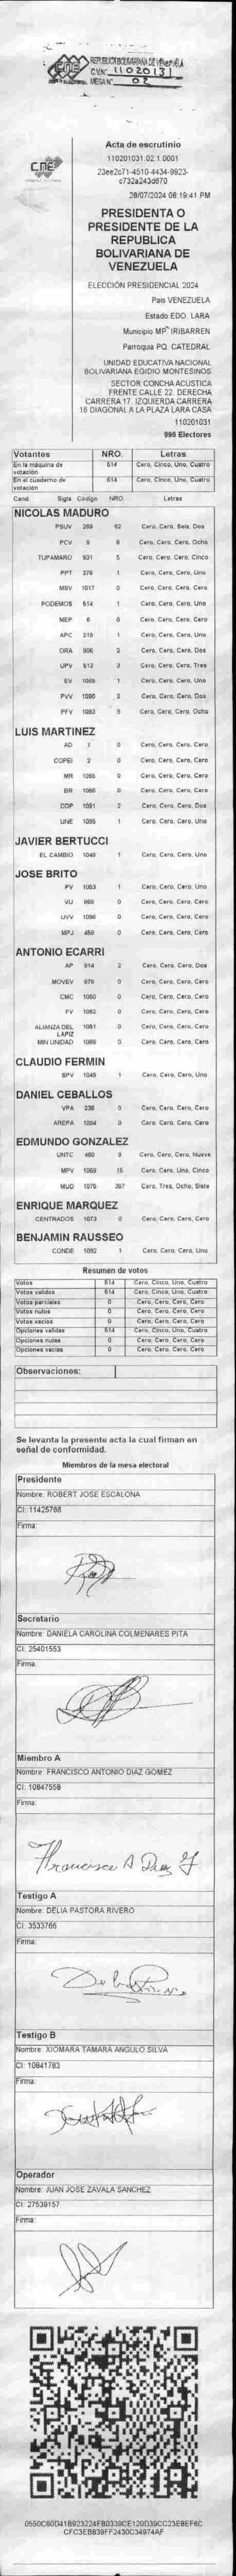 REPUBLICA BOLIVARIANA DE VENEZUELA
C.V.N°: 11020131
MESA N° 02
CNE
Acta de escrutinio
110201031.02.1.0001
23ee2c71-4510-4434-9923-
c732a243d670
28/07/2024 06:19:41 PM
PRESIDENTA O
PRESIDENTE DE LA
REPUBLICA
BOLIVARIANA DE
VENEZUELA
ELECCIÓN PRESIDENCIAL 2024
Pais VENEZUELA
Estado EDO. LARA
Municipio MP. IRIBARREN
Parroquia PQ. CATEDRAL
UNIDAD EDUCATIVA NACIONAL
BOLIVARIANA EGIDIO MONTESINOS
SECTOR CONCHA ACUSTICA
FRENTE CALLE 22. DERECHA
CARRERA 17. IZQUIERDA CARRERA
16 DIAGONAL A LA PLAZA LARA CASA
110201031
996 Electores
Votantes NRO. Letras
En la máquina de votación 514 Cero, Cinco, Uno, Cuatro
En el cuaderno de votación 514 Cero, Cinco, Uno, Cuatro
Cand. Sigla Código NRO. Letras
NICOLAS MADURO
PSUV 269 62 Cero, Cero, Seis, Dos
PCV 9 8 Cero, Cero, Cero, Ocho
TUPAMARO 931 5 Cero, Cero, Cero, Cinco
PPT 276 1 Cero, Cero, Cero, Uno
MSV 1017 0 Cero, Cero, Cero, Cero
PODEMOS 514 1 Cero, Cero, Cero, Uno
MEP 6 0 Cero, Cero, Cero, Cero
APC 219 1 Cero, Cero, Cero, Uno
ORA 906 2 Cero, Cero, Cero, Dos
UPV 613 3 Cero, Cero, Cero, Tres
EV 1089 1 Cero, Cero, Cero, Uno
PVV 1090 2 Cero, Cero, Cero, Dos
PFV 1093 8 Cero, Cero, Cero, Ocho
LUIS MARTINEZ
AD 1 0 Cero, Cero, Cero, Cero
COPEI 2 0 Cero, Cero, Cero, Cero
MR 1065 0 Cero, Cero, Cero, Cero
BR 1066 0 Cero, Cero, Cero, Cero
DDP 1091 2 Cero, Cero, Cero, Dos
UNE 1095 1 Cero, Cero, Cero, Uno
JAVIER BERTUCCI
EL CAMBIO 1049 1 Cero, Cero, Cero, Uno
JOSE BRITO
PV 1053 1 Cero, Cero, Cero, Uno
VU 868 0 Cero, Cero, Cero, Cero
UVV 1096 0 Cero, Cero, Cero, Cero
MPJ 459 0 Cero, Cero, Cero, Cero
ANTONIO ECARRI
AP 914 2 Cero, Cero, Cero, Dos
MOVEV 878 0 Cero, Cero, Cero, Cero
CMC 1050 0 Cero, Cero, Cero, Cero
FV 1062 0 Cero, Cero, Cero, Cero
ALIANZA DEL LAPIZ 1081 0 Cero, Cero, Cero, Cero
MIN UNIDAD 1088 0 Cero, Cero, Cero, Cero
CLAUDIO FERMIN
SPV 1046 1 Cero, Cero, Cero, Uno
DANIEL CEBALLOS
VPA 236 0 Cero, Cero, Cero, Cero
AREPA 1094 0 Cero, Cero, Cero, Cero
EDMUNDO GONZALEZ
UNTC 460 9 Cero, Cero, Cero, Nueve
MPV 1069 15 Cero, Cero, Uno, Cinco
MUD 1075 387 Cero, Tres, Ocho, Siete
ENRIQUE MARQUEZ
CENTRADOS 1073 0 Cero, Cero, Cero, Cero
BENJAMIN RAUSSEO
CONDE 1092 1 Cero, Cero, Cero, Uno
Resumen de votos
Votos 514 Cero, Cinco, Uno, Cuatro
Votos validos 514 Cero, Cinco, Uno, Cuatro
Votos parciales 0 Cero, Cero, Cero, Cero
Votos nulos 0 Cero, Cero, Cero, Cero
Votos vacios 0 Cero, Cero, Cero, Cero
Opciones validas 514 Cero, Cinco, Uno, Cuatro
Opciones nulas 0 Cero, Cero, Cero, Cero
Opciones vacias 0 Cero, Cero, Cero, Cero
Observaciones:
Se levanta la presente acta la cual firman en
señal de conformidad.
Miembros de la mesa electoral
Presidente
Nombre: ROBERT JOSE ESCALONA
CI: 11425766
Firma:
Secretario
Nombre: DANIELA CAROLINA COLMENARES PITA
CI: 25401553
Firma:
Miembro A
Nombre: FRANCISCO ANTONIO DIAZ GOMEZ
CI: 10847558
Firma:
Francisco A Diaz G
Testigo A
Nombre: DELIA PASTORA RIVERO
CI: 3533766
Firma:
Testigo B
Nombre: XIOMARA TAMARA ANGULO SILVA
CI: 10841783
Firma:
Operador
Nombre: JUAN JOSE ZAVALA SANCHEZ
CI: 27539157
Firma:
0550C80D41B923224FB0339CE120D39CC23E8EF6C
CFC3EB839FF2430C34974AF